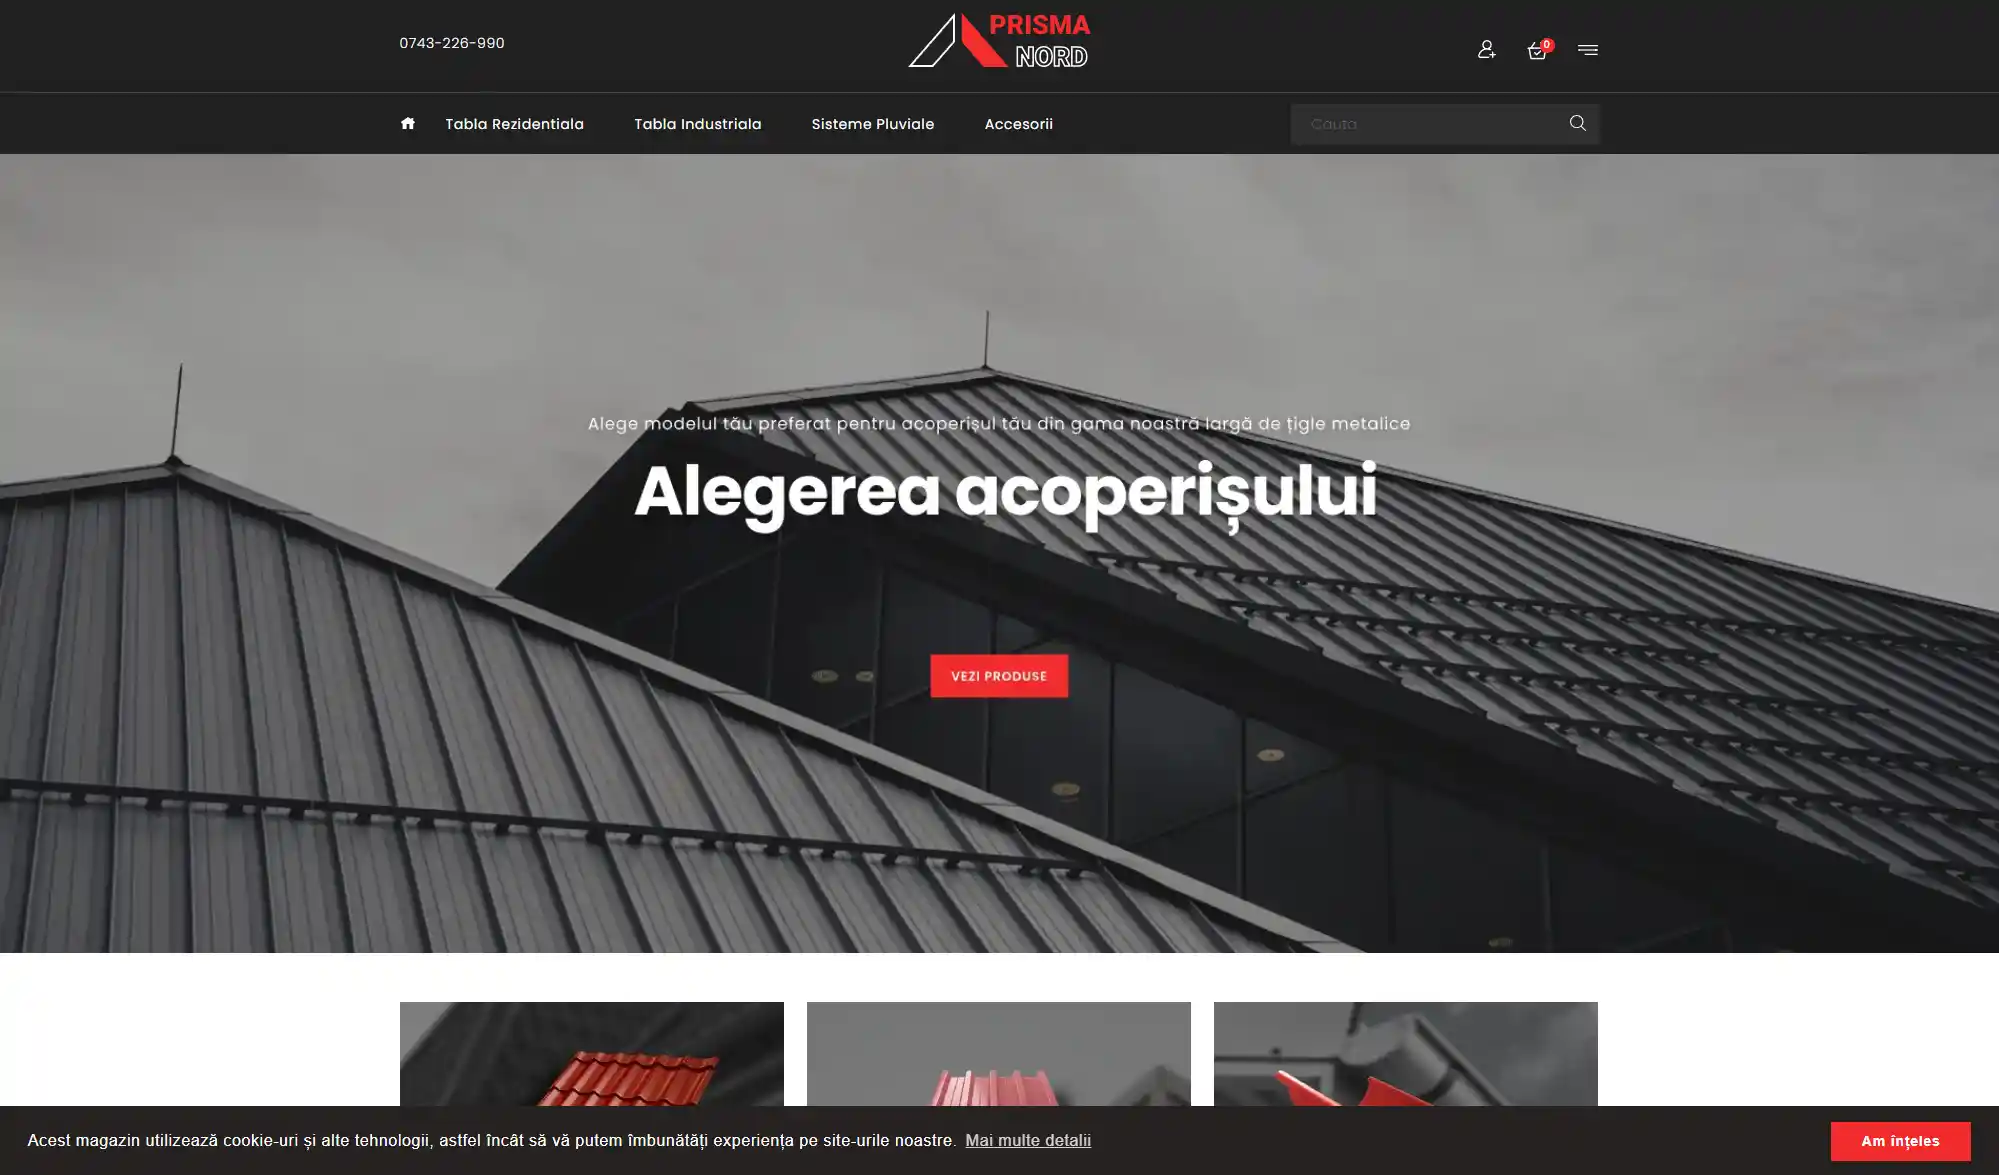 0743-226-990
PRISMA
NORD
0
Tabla Rezidentiala
Tabla Industriala
Sisteme Pluviale
Accesorii
Cauta
Alege modelul tău preferat pentru acoperișul tău din gama noastră largă de țigle metalice
Alegerea acoperișului
VEZI PRODUSE
Acest magazin utilizează cookie-uri și alte tehnologii, astfel încât să vă putem îmbunătăți experiența pe site-urile noastre. Mai multe detalii
Am înțeles